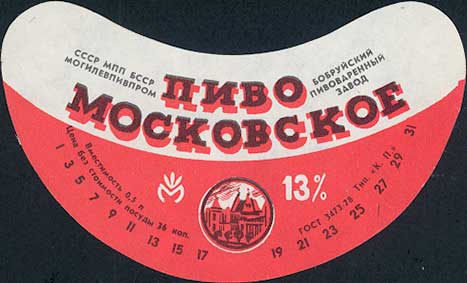 СССР МПП БССР
МОГИЛЕВПИВПРОМ
ПИВО
МОСКОВСКОЕ
БОБРУЙСКИЙ
ПИВОВАРЕННЫЙ
ЗАВОД
Вместимость 0,5 л
Цена без стоимости посуды 36 коп.
1 3 5 7 9 11 13 15 17
13%
ГОСТ 3473-78 Тип. "К. П."
19 21 23 25 27 29 31